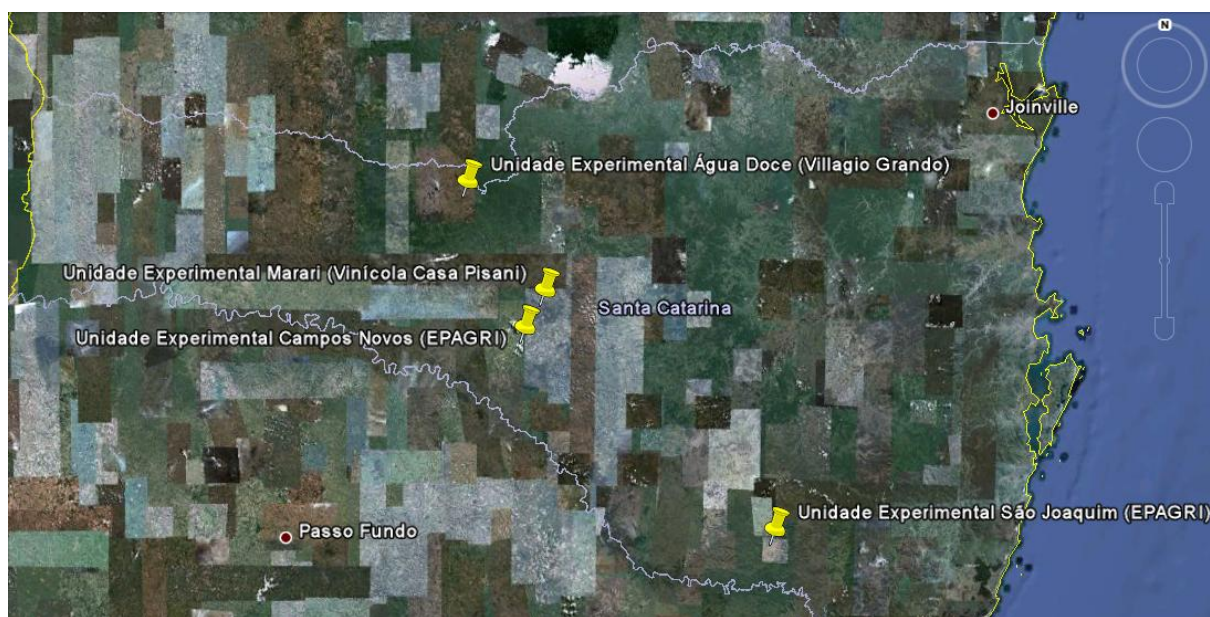 N
Joinville
Unidade Experimental Água Doce (Villagio Grando)
Unidade Experimental Marari (Vinícola Casa Pisani)
Santa Catarina
Unidade Experimental Campos Novos (EPAGRI)
Unidade Experimental São Joaquim (EPAGRI)
Passo Fundo